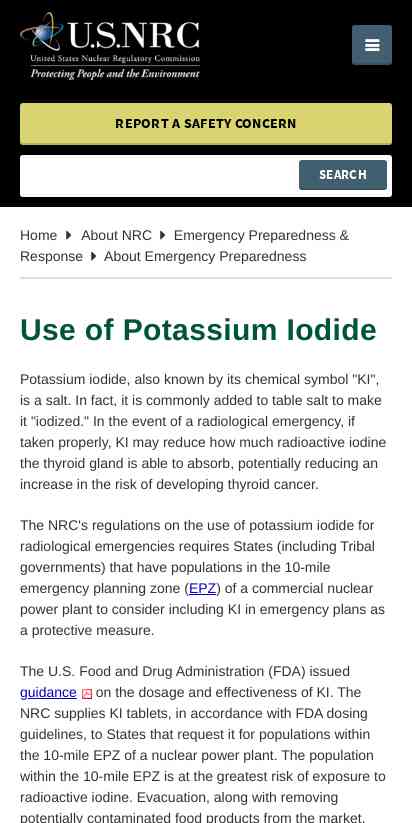 U.S.NRC
United States Nuclear Regulatory Commission
Protecting People and the Environment
REPORT A SAFETY CONCERN
SEARCH
Home About NRC Emergency Preparedness &
Response About Emergency Preparedness
Use of Potassium Iodide
Potassium iodide, also known by its chemical symbol "KI",
is a salt. In fact, it is commonly added to table salt to make
it "iodized." In the event of a radiological emergency, if
taken properly, KI may reduce how much radioactive iodine
the thyroid gland is able to absorb, potentially reducing an
increase in the risk of developing thyroid cancer.
The NRC's regulations on the use of potassium iodide for
radiological emergencies requires States (including Tribal
governments) that have populations in the 10-mile
emergency planning zone (EPZ) of a commercial nuclear
power plant to consider including KI in emergency plans as
a protective measure.
The U.S. Food and Drug Administration (FDA) issued
guidance on the dosage and effectiveness of KI. The
NRC supplies KI tablets, in accordance with FDA dosing
guidelines, to States that request it for populations within
the 10-mile EPZ of a nuclear power plant. The population
within the 10-mile EPZ is at the greatest risk of exposure to
radioactive iodine. Evacuation, along with removing
potentially contaminated food products from the market,